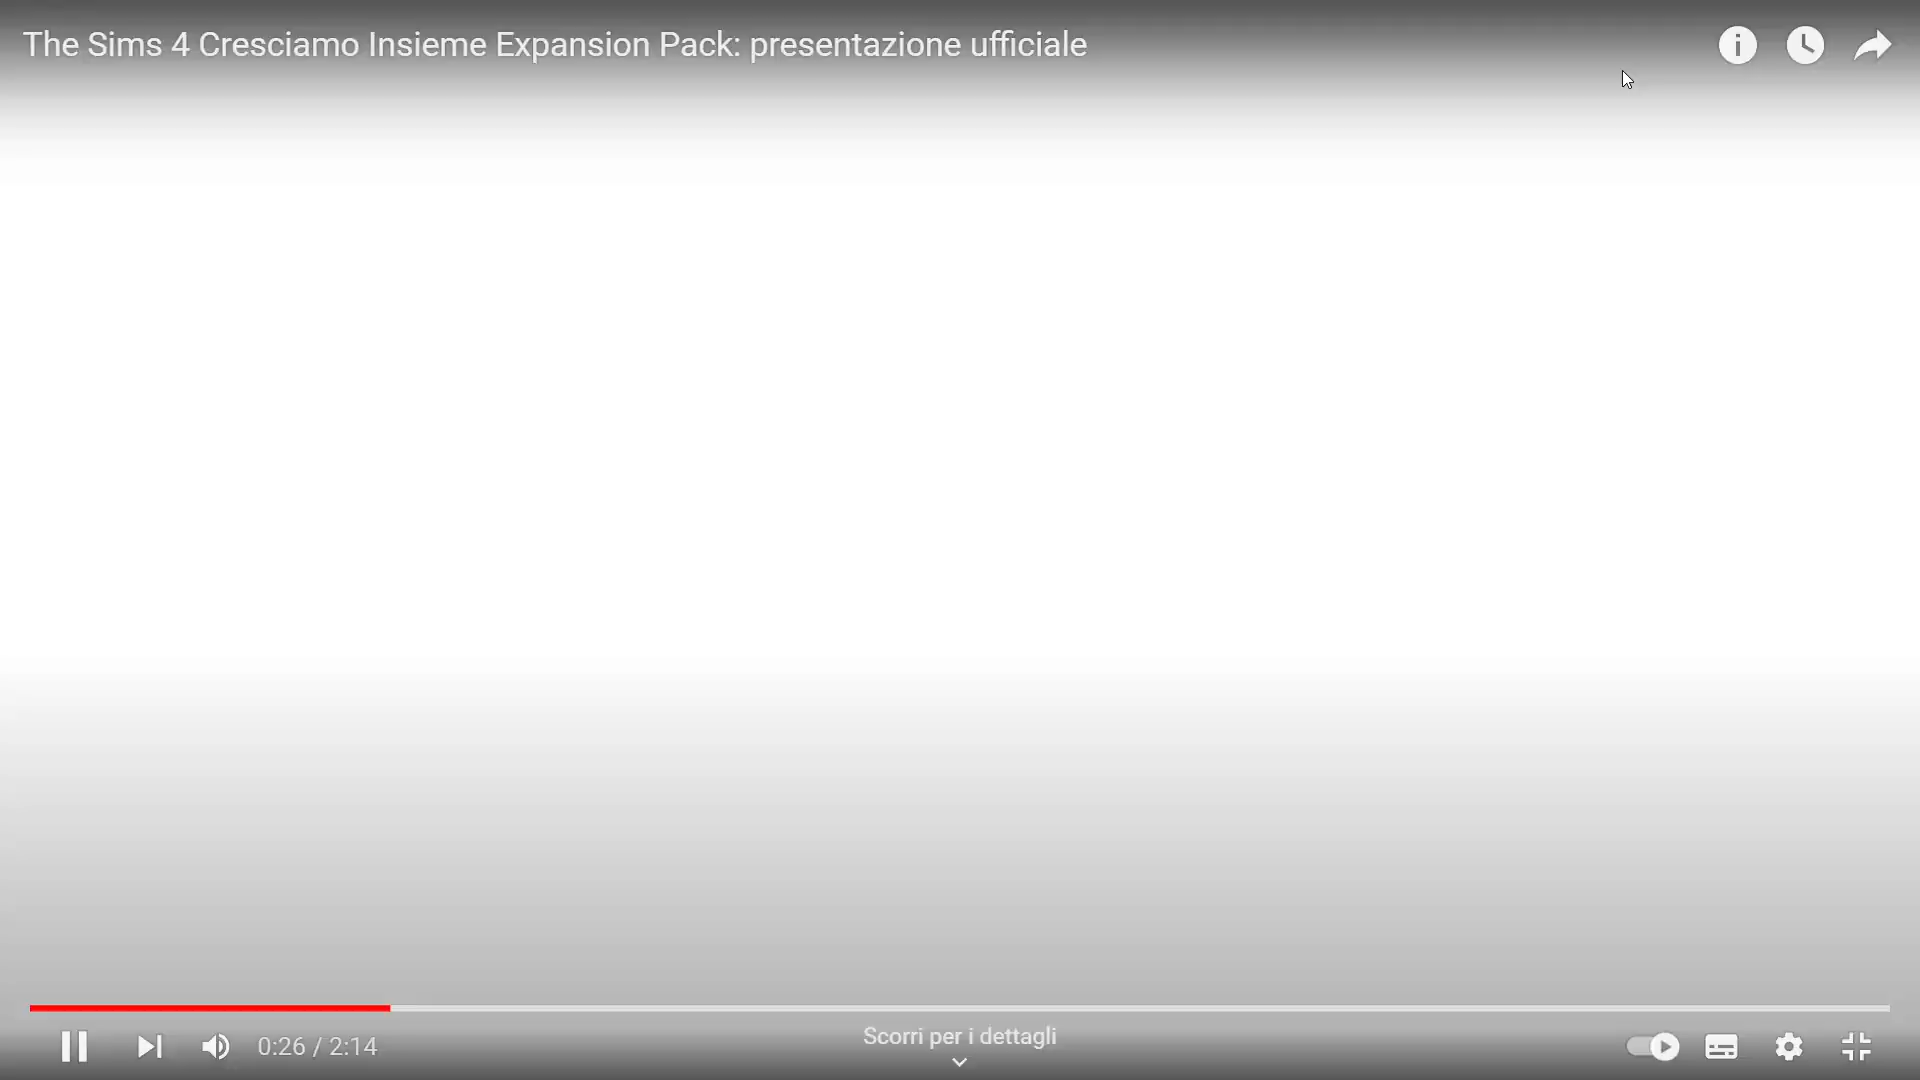 The Sims 4 Cresciamo Insieme Expansion Pack: presentazione ufficiale
Scorri per i dettagli
0:26 / 2:14